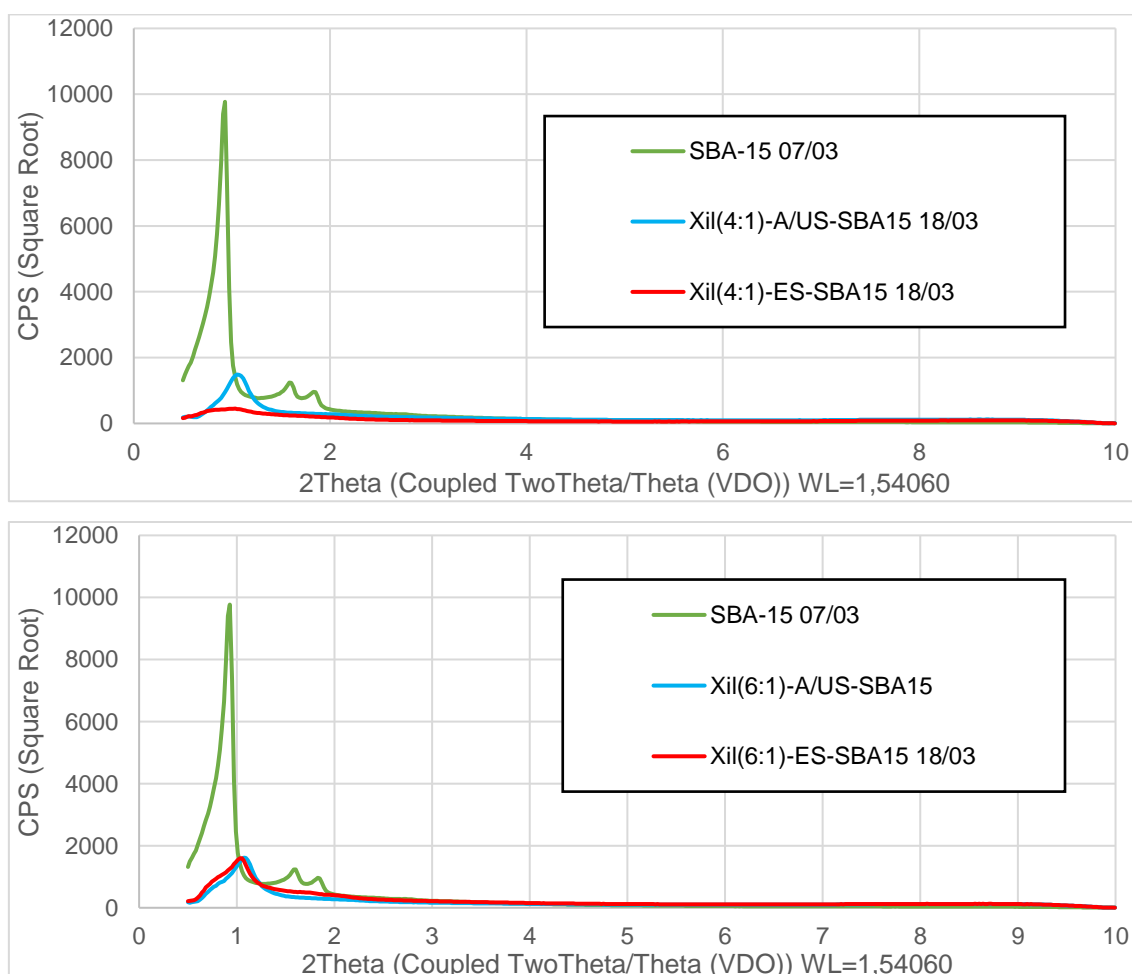 12000
10000
8000
6000
4000
2000
0
CPS (Square Root)
SBA-15 07/03
Xil(4:1)-A/US-SBA15 18/03
Xil(4:1)-ES-SBA15 18/03
0 2 4 6 8 10
2Theta (Coupled TwoTheta/Theta (VDO)) WL=1,54060
12000
10000
8000
6000
4000
2000
0
CPS (Square Root)
SBA-15 07/03
Xil(6:1)-A/US-SBA15
Xil(6:1)-ES-SBA15 18/03
0 1 2 3 4 5 6 7 8 9 10
2Theta (Coupled TwoTheta/Theta (VDO)) WL=1,54060